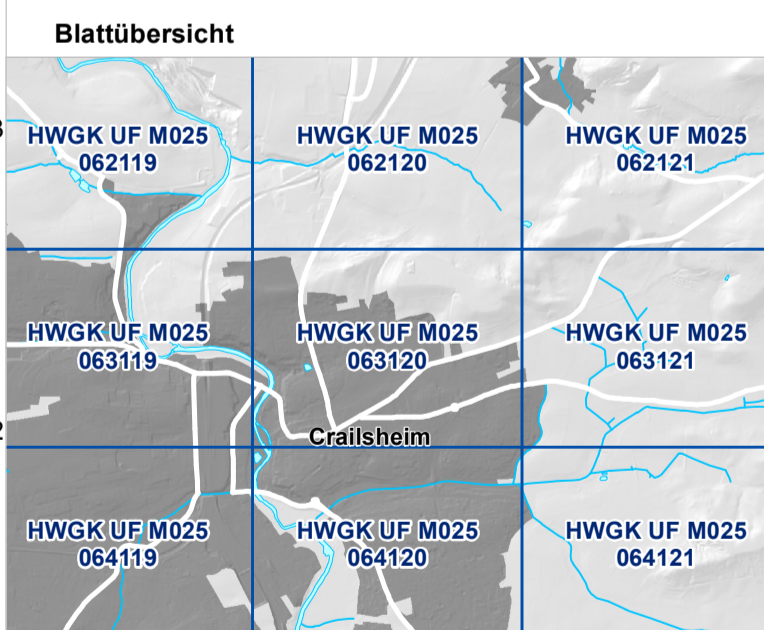 Blattübersicht
HWGK UF M025
062119
HWGK UF M025
062120
HWGK UF M025
062121
HWGK UF M025
063119
HWGK UF M025
063120
HWGK UF M025
063121
Crailsheim
HWGK UF M025
064119
HWGK UF M025
064120
HWGK UF M025
064121